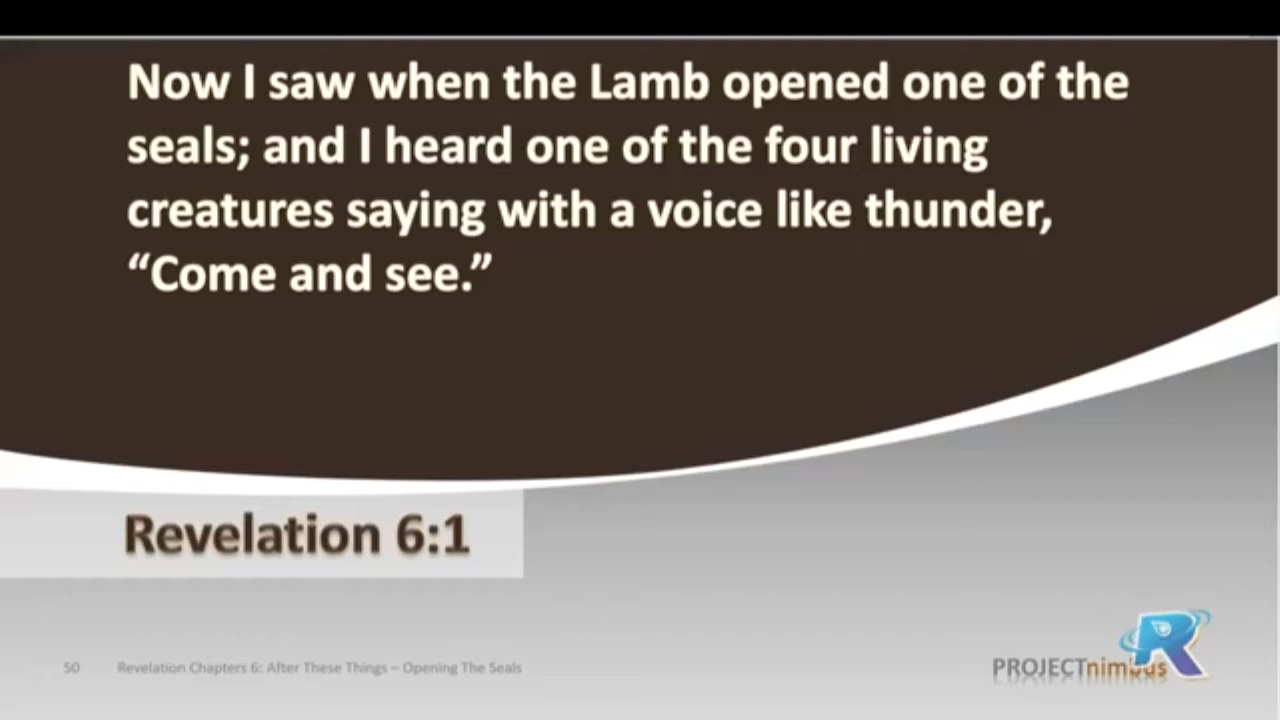 Now I saw when the Lamb opened one of the
seals; and I heard one of the four living
creatures saying with a voice like thunder,
“Come and see.”
Revelation 6:1
50 Revelation Chapters 6: After These Things – Opening The Seals
PROJECTnimbus
R